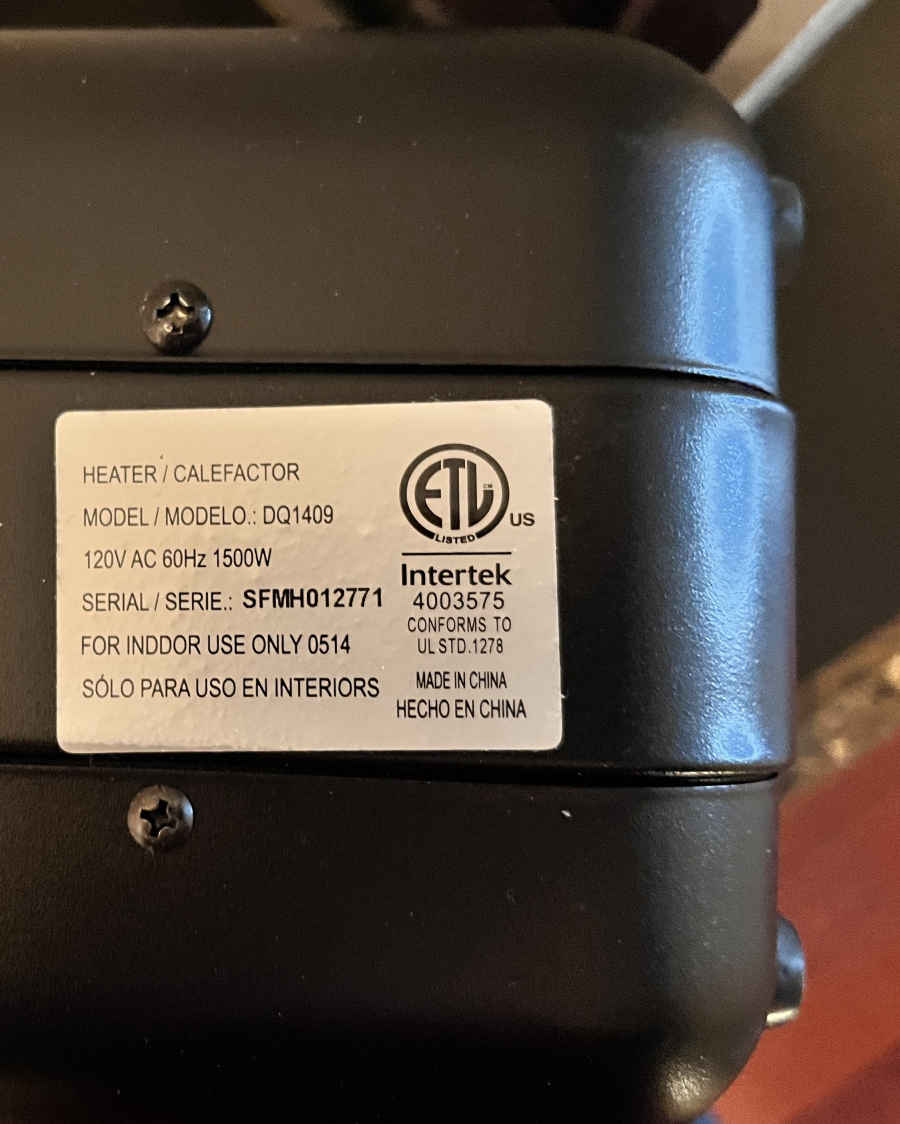 HEATER / CALEFACTOR
MODEL / MODELO.: DQ1409
120V AC 60Hz 1500W
SERIAL / SERIE.: SFMH012771
FOR INDDOR USE ONLY 0514
SÓLO PARA USO EN INTERIORS
ETL CM
LISTED
US
Intertek
4003575
CONFORMS TO
UL STD.1278
MADE IN CHINA
HECHO EN CHINA